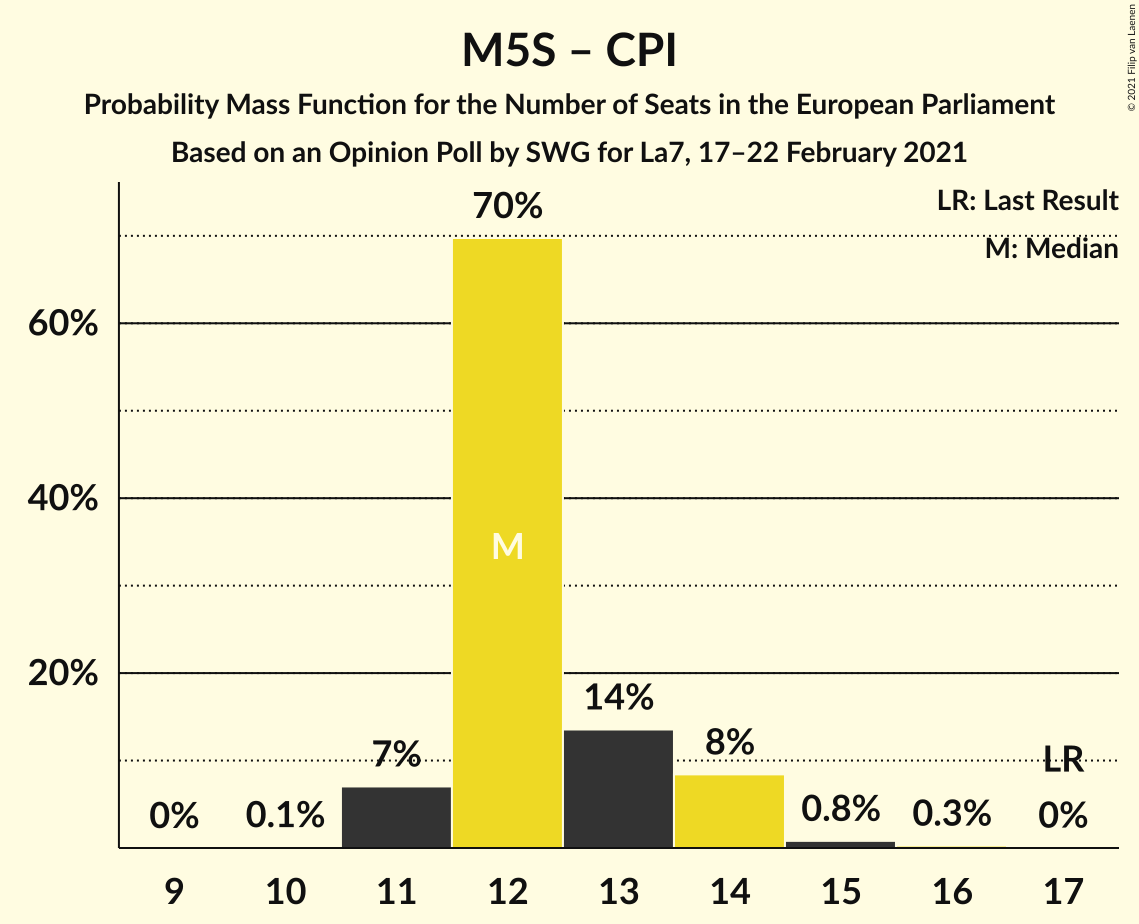 M5S – CPI
Probability Mass Function for the Number of Seats in the European Parliament
Based on an Opinion Poll by SWG for La7, 17–22 February 2021
© 2021 Filip van Laenen
LR: Last Result
M: Median
70%
60%
40%
M
20%
14%
8%
7%
LR
0%
0.1%
0.8%
0.3%
0%
9 10 11 12 13 14 15 16 17